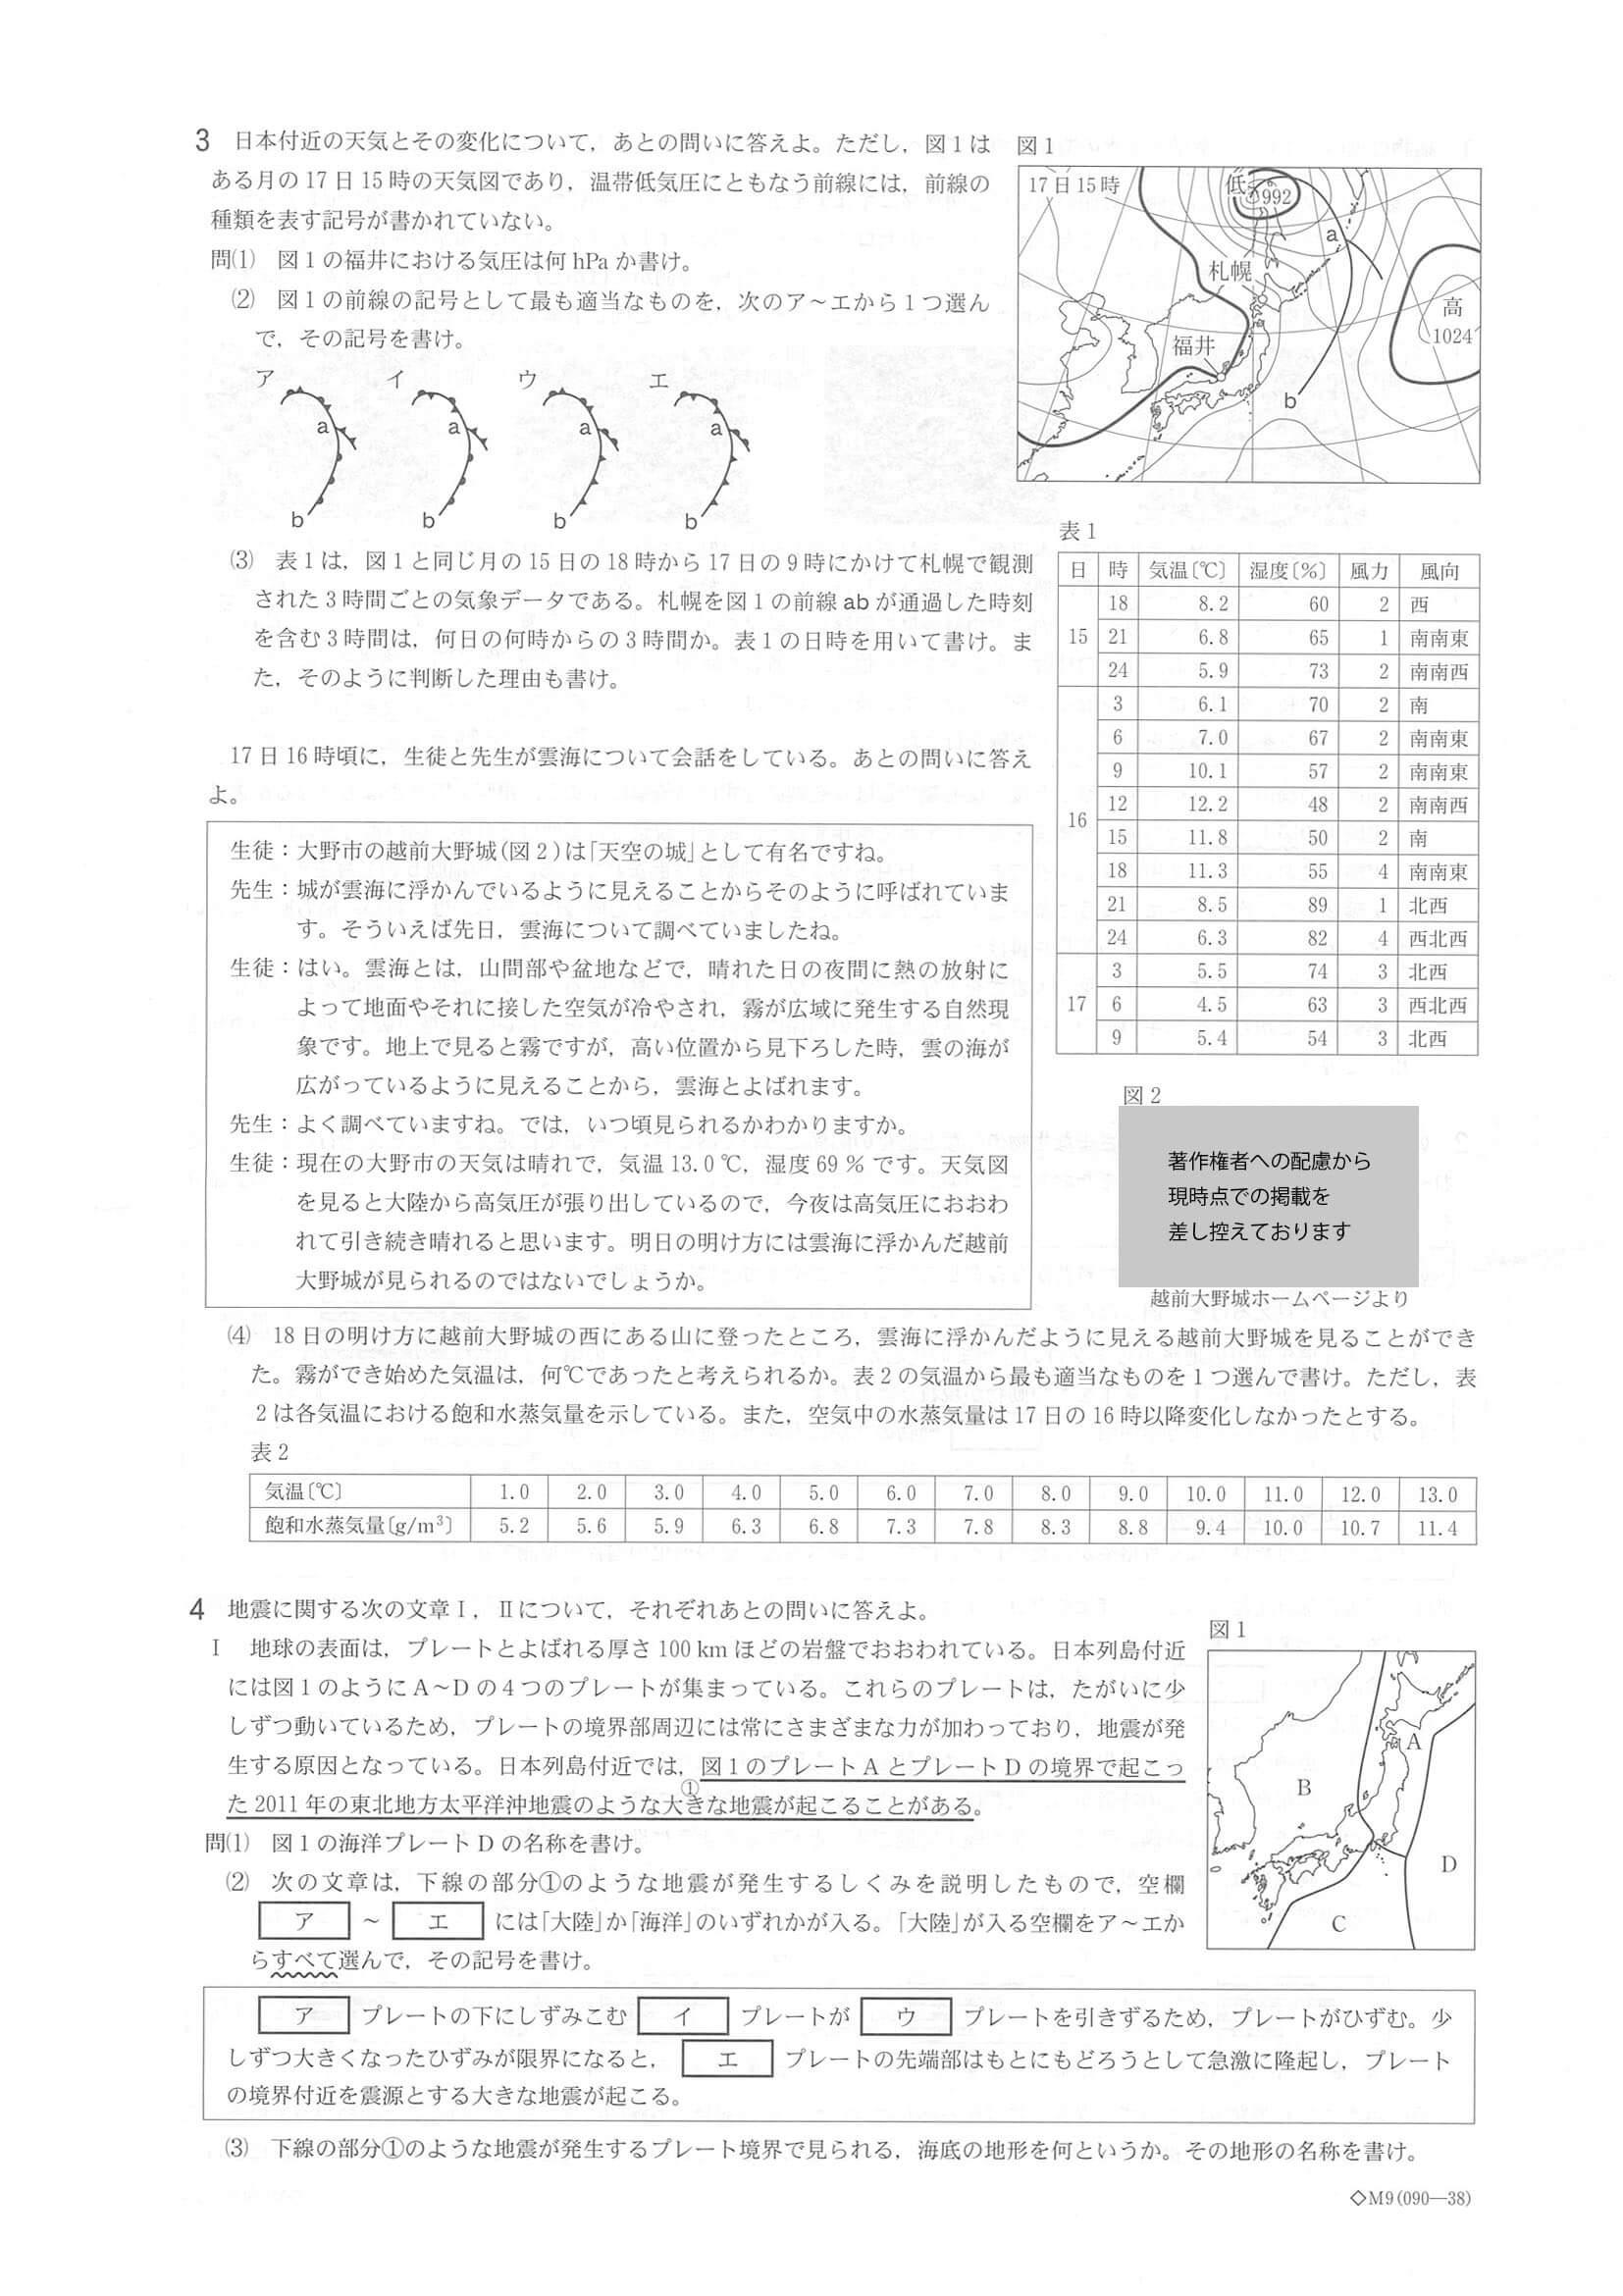 3 日本付近の天気とその変化について，あとの問いに答えよ。ただし，図1は
ある月の17日15時の天気図であり，温帯低気圧にともなう前線には，前線の
種類を表す記号が書かれていない。
問⑴ 図1の福井における気圧は何hPaか書け。
⑵ 図1の前線の記号として最も適当なものを，次のア～エから1つ選ん
で，その記号を書け。
図1
17日15時
低
992
a
札幌
高
1024
福井
b
ア イ ウ エ
a a a a
b b b b
⑶ 表1は，図1と同じ月の15日の18時から17日の9時にかけて札幌で観測
された3時間ごとの気象データである。札幌を図1の前線abが通過した時刻
を含む3時間は，何日の何時からの3時間か。表1の日時を用いて書け。ま
た，そのように判断した理由も書け。
表1
日 時 気温〔℃〕 湿度〔％〕 風力 風向
18 8.2 60 2 西
15 21 6.8 65 1 南南東
24 5.9 73 2 南南西
3 6.1 70 2 南
6 7.0 67 2 南南東
9 10.1 57 2 南南東
12 12.2 48 2 南南西
16
15 11.8 50 2 南
18 11.3 55 4 南南東
21 8.5 89 1 北西
24 6.3 82 4 西北西
3 5.5 74 3 北西
17 6 4.5 63 3 西北西
9 5.4 54 3 北西
17日16時頃に，生徒と先生が雲海について会話をしている。あとの問いに答え
よ。
生徒：大野市の越前大野城(図2)は「天空の城」として有名ですね。
先生：城が雲海に浮かんでいるように見えることからそのように呼ばれていま
す。そういえば先日，雲海について調べていましたね。
生徒：はい。雲海とは，山間部や盆地などで，晴れた日の夜間に熱の放射に
よって地面やそれに接した空気が冷やされ，霧が広域に発生する自然現
象です。地上で見ると霧ですが，高い位置から見下ろした時，雲の海が
広がっているように見えることから，雲海とよばれます。
先生：よく調べていますね。では，いつ頃見られるかわかりますか。
生徒：現在の大野市の天気は晴れで，気温13.0℃，湿度69％です。天気図
を見ると大陸から高気圧が張り出しているので，今夜は高気圧におおわ
れて引き続き晴れると思います。明日の明け方には雲海に浮かんだ越前
大野城が見られるのではないでしょうか。
図2
著作権者への配慮から
現時点での掲載を
差し控えております
越前大野城ホームページより
⑷ 18日の明け方に越前大野城の西にある山に登ったところ，雲海に浮かんだように見える越前大野城を見ることができ
た。霧ができ始めた気温は，何℃であったと考えられるか。表2の気温から最も適当なものを1つ選んで書け。ただし，表
2は各気温における飽和水蒸気量を示している。また，空気中の水蒸気量は17日の16時以降変化しなかったとする。
表2
気温〔℃〕 1.0 2.0 3.0 4.0 5.0 6.0 7.0 8.0 9.0 10.0 11.0 12.0 13.0
飽和水蒸気量〔g/m³〕 5.2 5.6 5.9 6.3 6.8 7.3 7.8 8.3 8.8 9.4 10.0 10.7 11.4
4 地震に関する次の文章Ⅰ，Ⅱについて，それぞれあとの問いに答えよ。
Ⅰ 地球の表面は，プレートとよばれる厚さ100kmほどの岩盤でおおわれている。日本列島付近
には図1のようにA～Dの4つのプレートが集まっている。これらのプレートは，たがいに少
しずつ動いているため，プレートの境界部周辺には常にさまざまな力が加わっており，地震が発
生する原因となっている。日本列島付近では，図1のプレートAとプレートDの境界で起こっ
①
た2011年の東北地方太平洋沖地震のような大きな地震が起こることがある。
問⑴ 図1の海洋プレートDの名称を書け。
⑵ 次の文章は，下線の部分①のような地震が発生するしくみを説明したもので，空欄
ア ～ エ には「大陸」か「海洋」のいずれかが入る。「大陸」が入る空欄をア～エか
らすべて選んで，その記号を書け。
図1
A
B
D
C
ア プレートの下にしずみこむ イ プレートが ウ プレートを引きずるため，プレートがひずむ。少
しずつ大きくなったひずみが限界になると， エ プレートの先端部はもとにもどろうとして急激に隆起し，プレート
の境界付近を震源とする大きな地震が起こる。
⑶ 下線の部分①のような地震が発生するプレート境界で見られる，海底の地形を何というか。その地形の名称を書け。
◇M9(090―38)